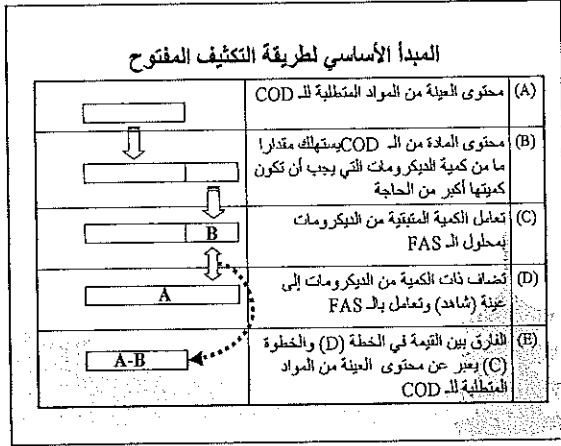 المبدأ الأساسي لطريقة التكثيف المفتوح
(A) محتوى العينة من المواد المتطلبة للـ COD
(B) محتوى المادة من الـ COD يستهلك مقدارا
ما من كمية الديكرومات التي يجب أن تكون
كميتها أكبر من الحاجة
(C) تعامل الكمية المتبقية من الديكرومات
بمحلول الـ FAS
B
(D) تضاف ذات الكمية من الديكرومات إلى
عينة (شاهد) وتعامل بالـ FAS
A
(E) الفارق بين القيمة في الخطة (D) والخطوة
(C) يعبر عن محتوى العينة من المواد
المتطلبة للـ COD
A-B